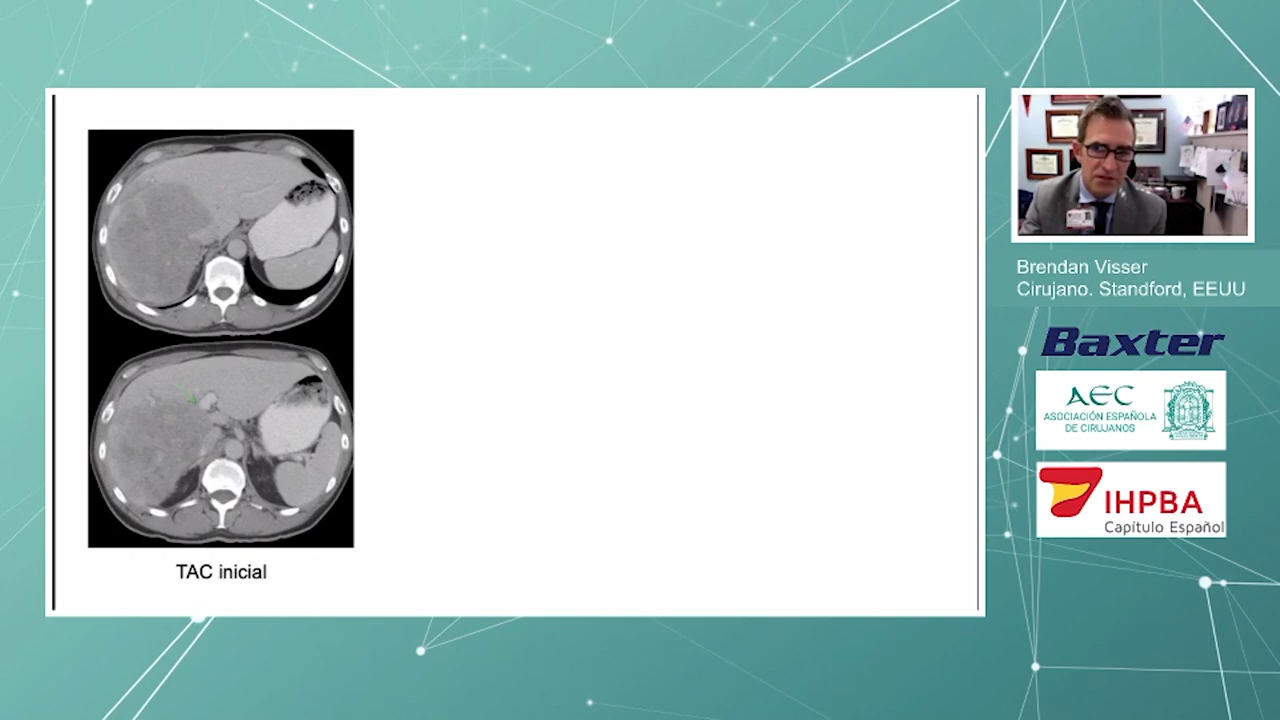 TAC inicial
Brendan Visser
Cirujano. Standford, EEUU
Baxter
AEC
ASOCIACIÓN ESPAÑOLA
DE CIRUJANOS
IHPBA
Capítulo Español